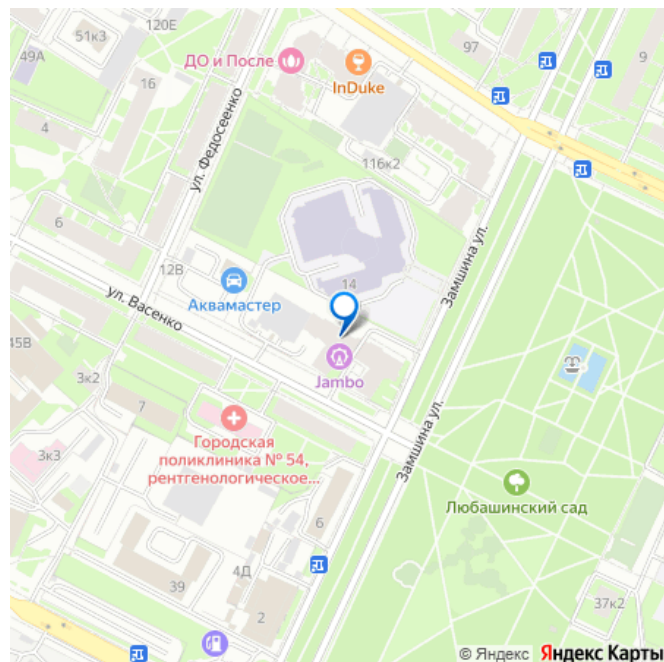 120Е
51к3
49А
ДО и После
InDuke
97
9
16
4
ул. Федосеенко
116к2
6
12В
14
Замшина ул.
ул. Васенко
Аквамастер
45В
Jambo
3к2
7
Городская
поликлиника № 54,
рентгенологическое...
Замшина ул.
3к3
Любашинский сад
6
4Д
39
2
37к2
© Яндекс Яндекс Карты